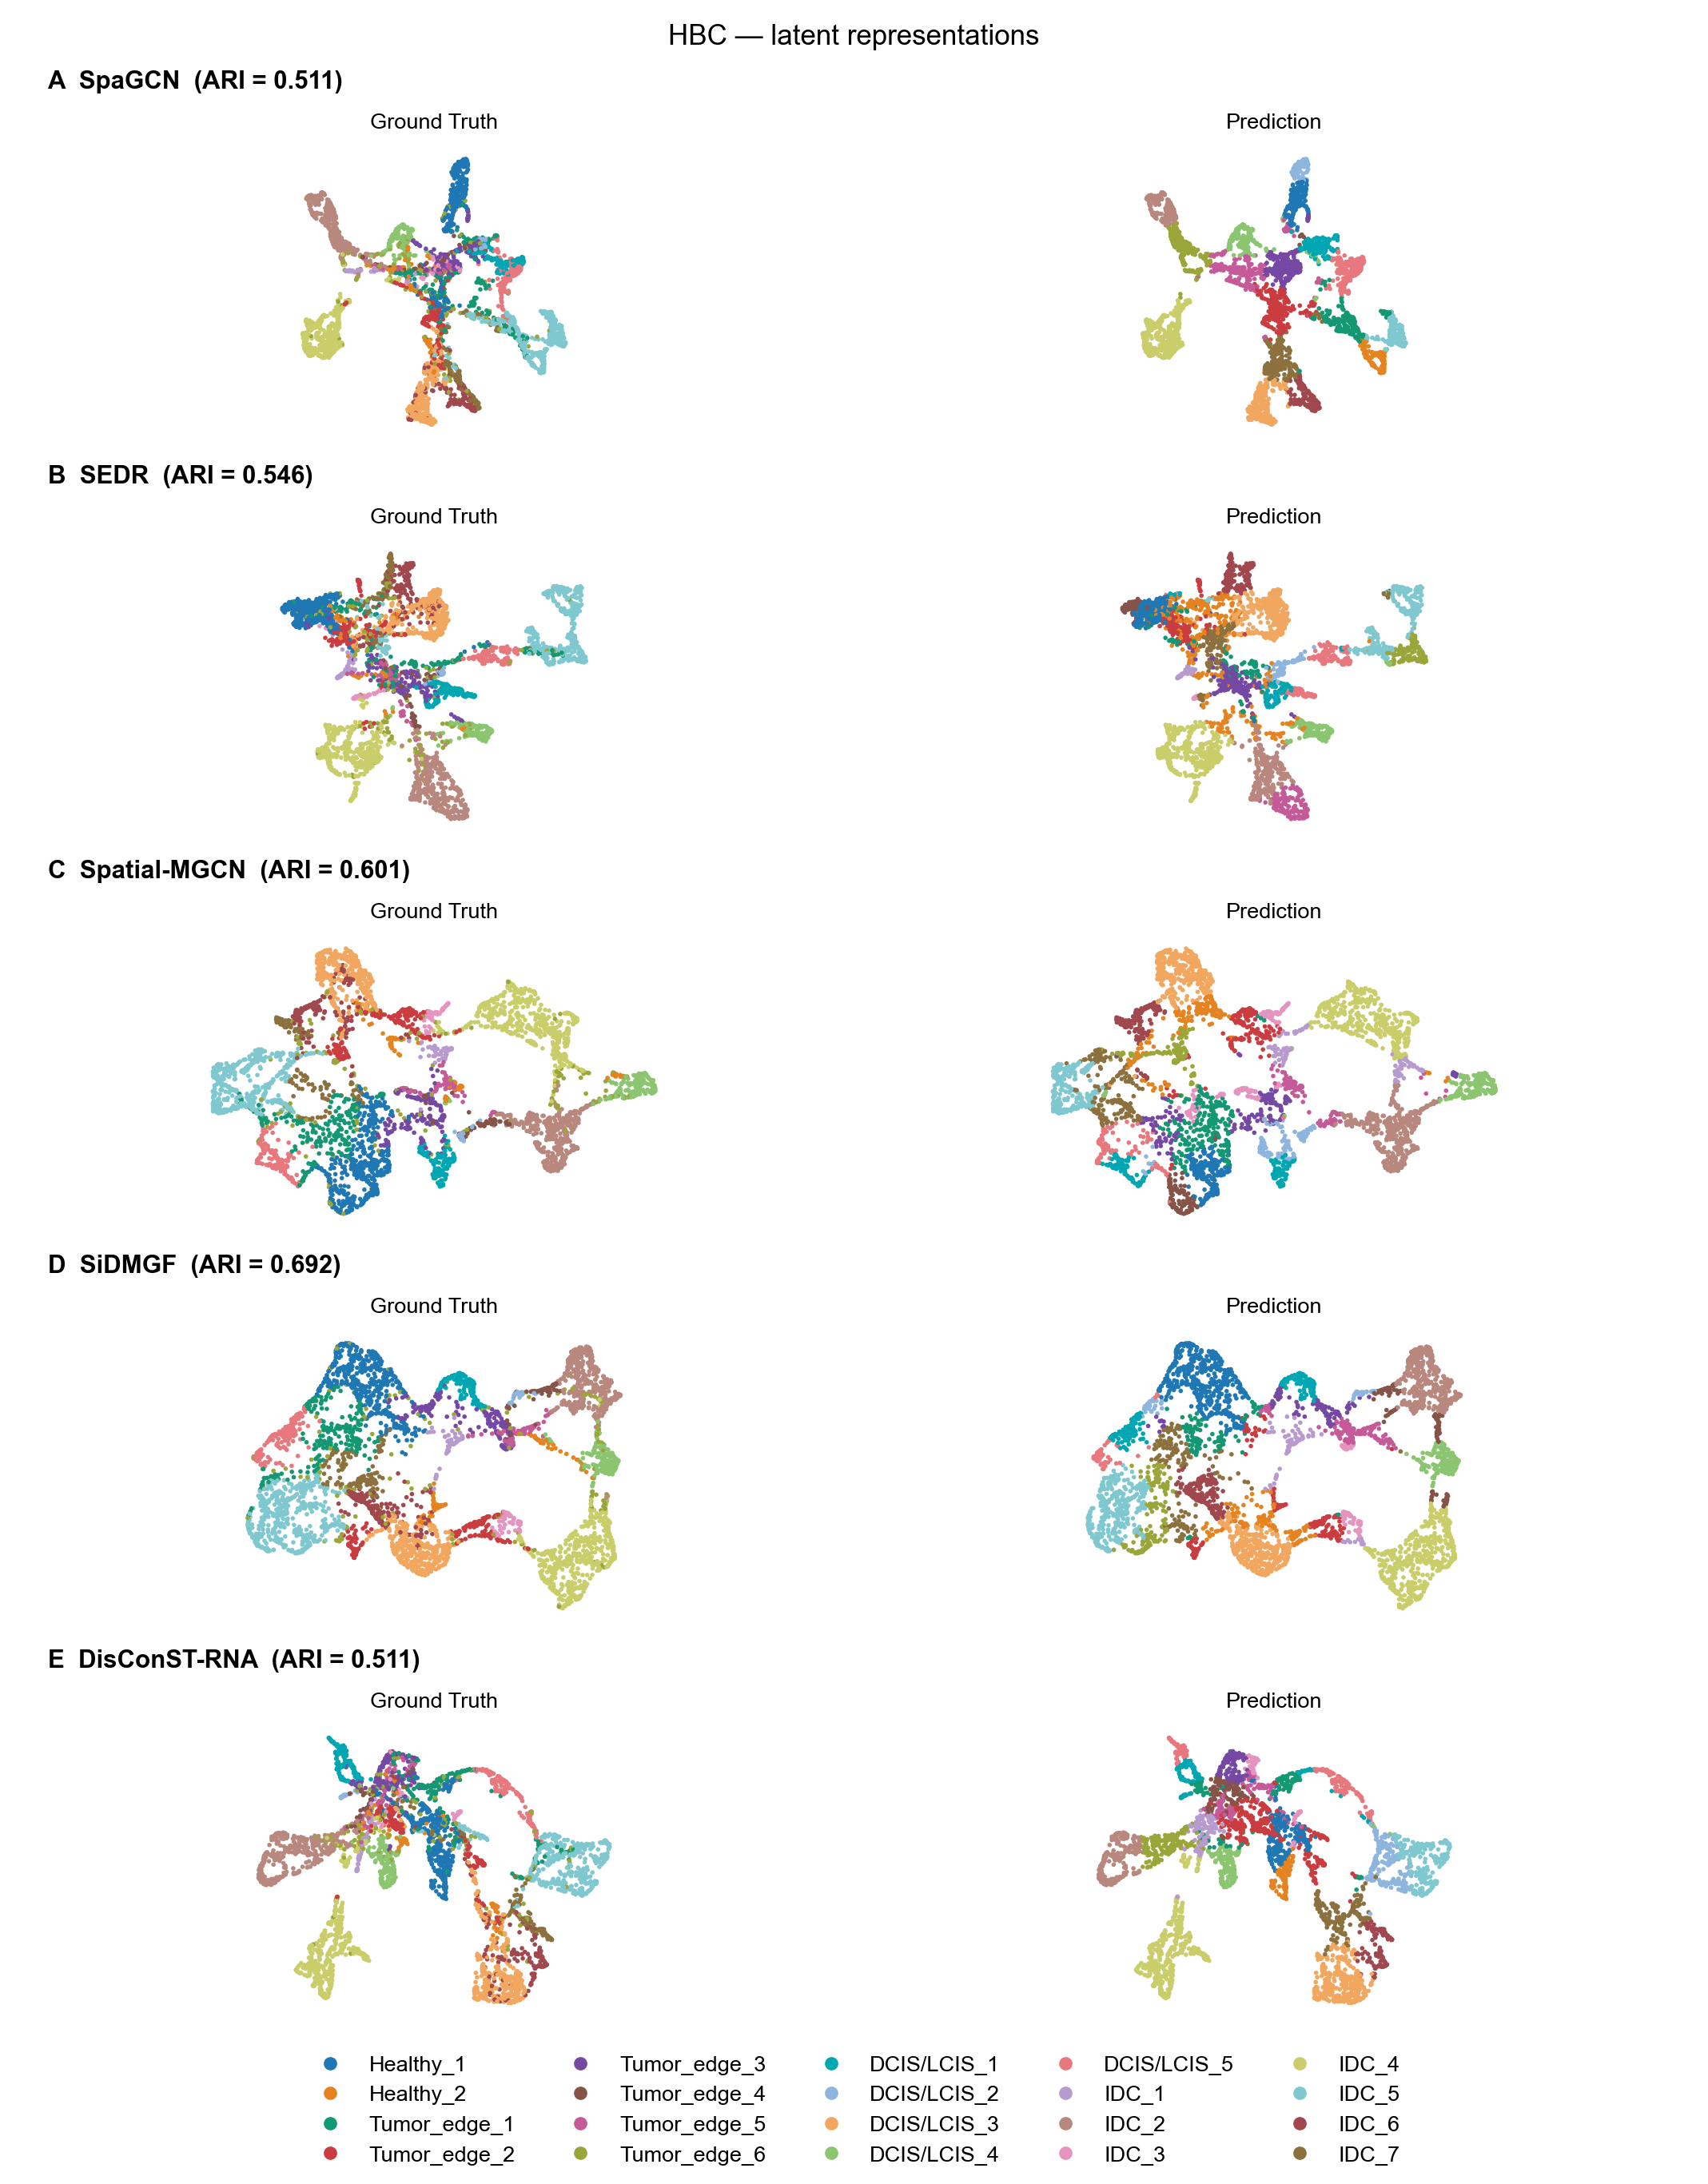 HBC — latent representations
A SpaGCN (ARI = 0.511)
Ground Truth
Prediction
B SEDR (ARI = 0.546)
Ground Truth
Prediction
C Spatial-MGCN (ARI = 0.601)
Ground Truth
Prediction
D SiDMGF (ARI = 0.692)
Ground Truth
Prediction
E DisConST-RNA (ARI = 0.511)
Ground Truth
Prediction
Healthy_1
Healthy_2
Tumor_edge_1
Tumor_edge_2
Tumor_edge_3
Tumor_edge_4
Tumor_edge_5
Tumor_edge_6
DCIS/LCIS_1
DCIS/LCIS_2
DCIS/LCIS_3
DCIS/LCIS_4
DCIS/LCIS_5
IDC_1
IDC_2
IDC_3
IDC_4
IDC_5
IDC_6
IDC_7